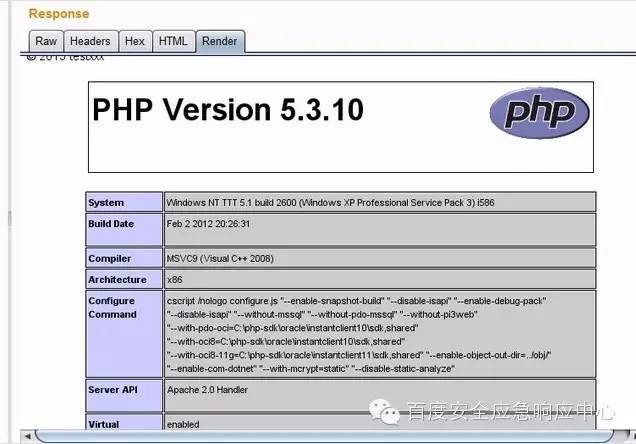 Response
Raw Headers Hex HTML Render
© 2013 testxxx
PHP Version 5.3.10
php
System Windows NT TTT 5.1 build 2600 (Windows XP Professional Service Pack 3) i586
Build Date Feb 2 2012 20:26:31
Compiler MSVC9 (Visual C++ 2008)
Architecture x86
Configure cscript /nologo configure.js "--enable-snapshot-build" "--disable-isapi" "--enable-debug-pack"
Command "--disable-isapi" "--without-mssql" "--without-pdo-mssql" "--without-pi3web"
"--with-pdo-oci=C:\php-sdk\oracle\instantclient10\sdk,shared"
"--with-oci8=C:\php-sdk\oracle\instantclient10\sdk,shared"
"--with-oci8-11g=C:\php-sdk\oracle\instantclient11\sdk,shared" "--enable-object-out-dir=../obj/"
"--enable-com-dotnet" "--with-mcrypt=static" "--disable-static-analyze"
Server API Apache 2.0 Handler
Virtual enabled
百度安全应急响应中心